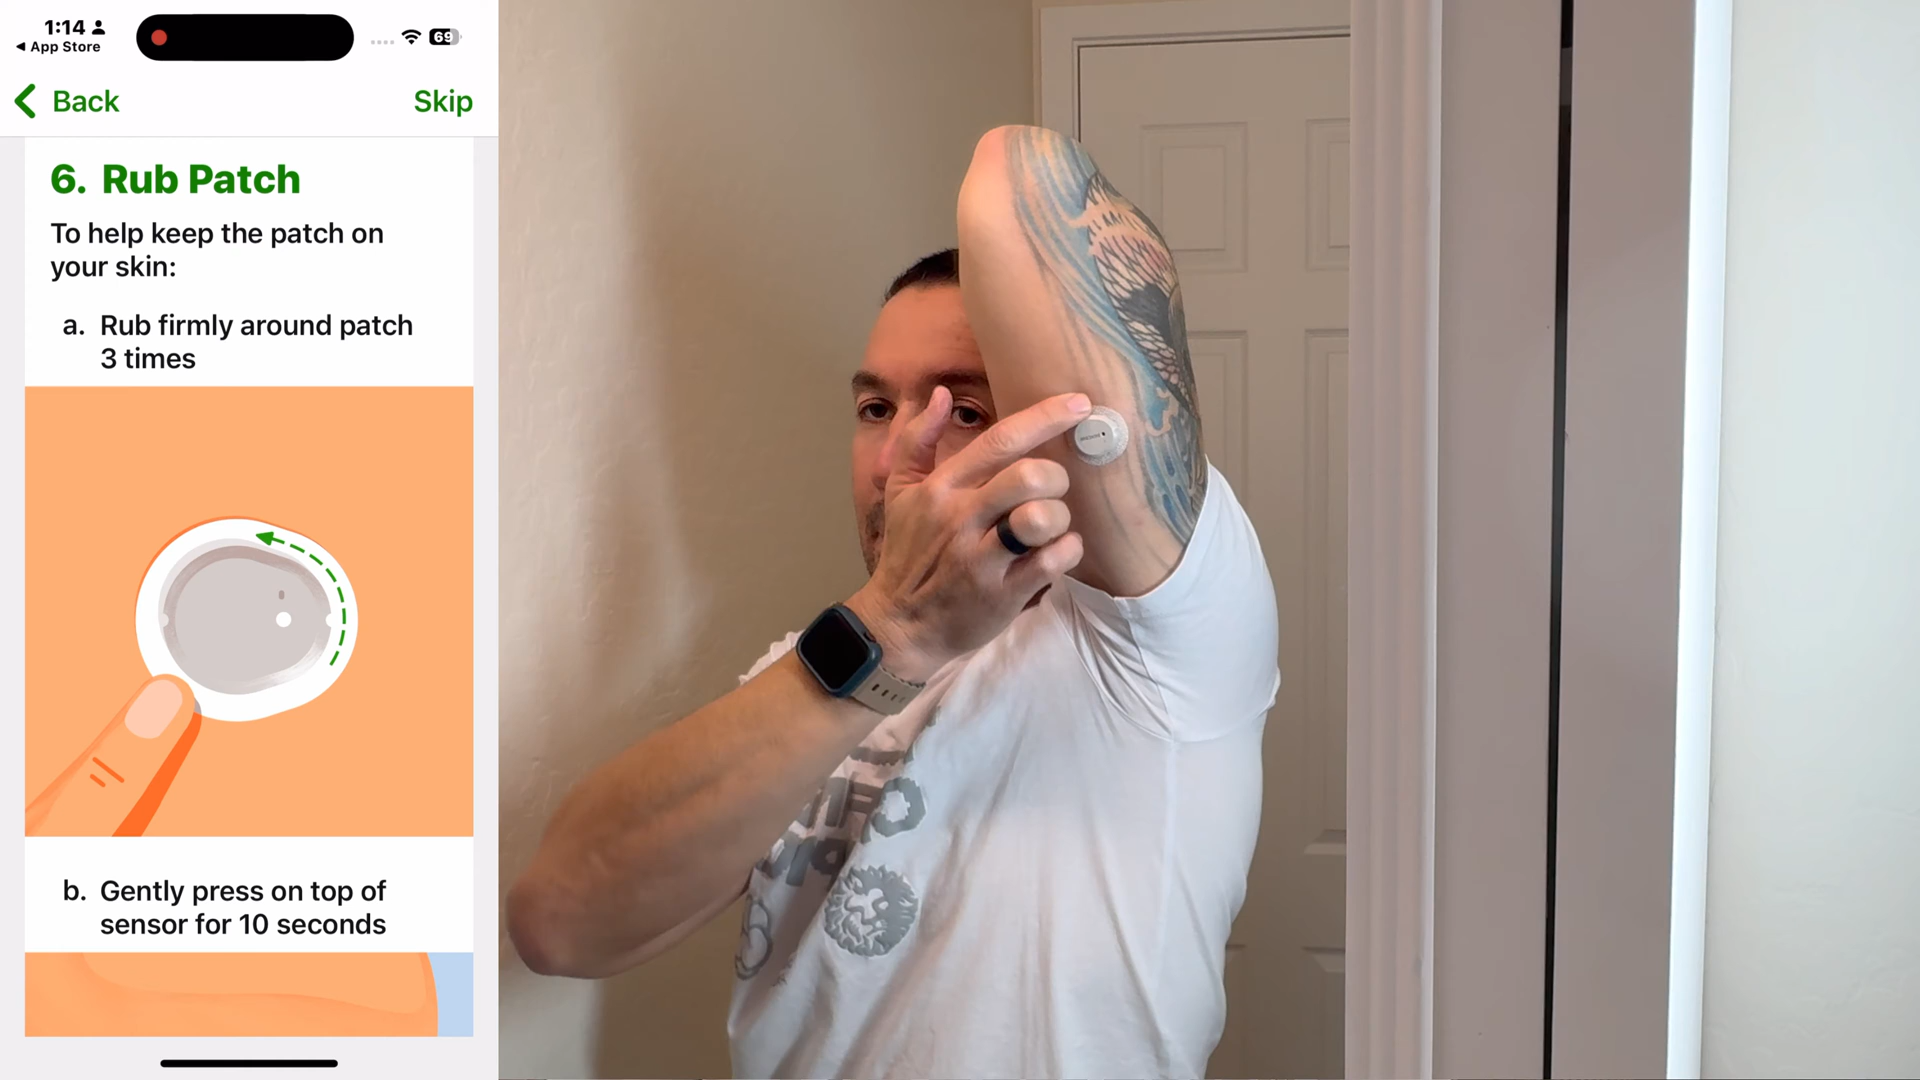 1:14
App Store
69
Back
Skip
6. Rub Patch
To help keep the patch on
your skin:
a. Rub firmly around patch
3 times
b. Gently press on top of
sensor for 10 seconds